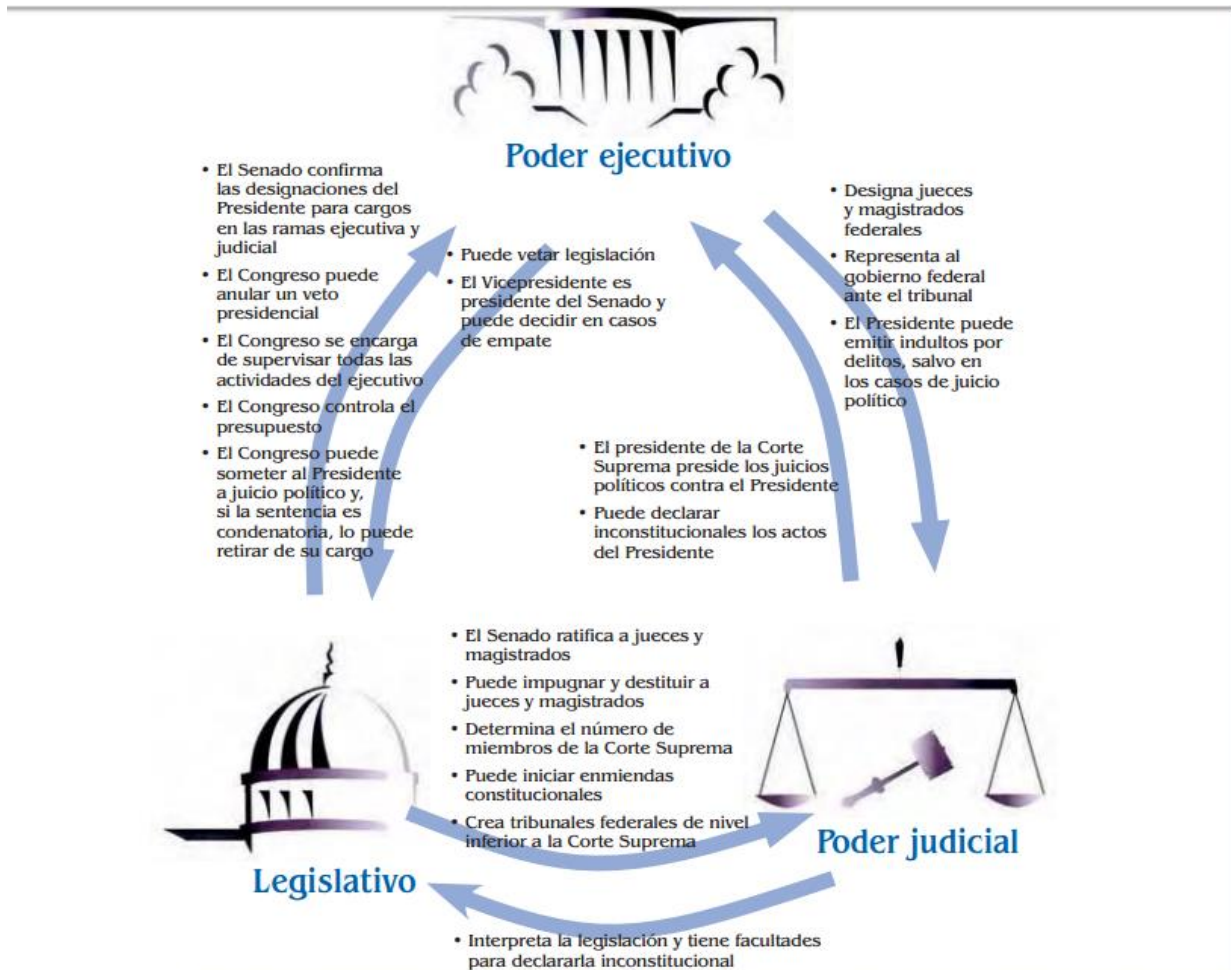 Poder ejecutivo
• El Senado confirma
las designaciones del
Presidente para cargos
en las ramas ejecutiva y
judicial
• El Congreso puede
anular un veto
presidencial
• El Congreso se encarga
de supervisar todas las
actividades del ejecutivo
• El Congreso controla el
presupuesto
• El Congreso puede
someter al Presidente
a juicio político y,
si la sentencia es
condenatoria, lo puede
retirar de su cargo
• Puede vetar legislación
• El Vicepresidente es
presidente del Senado y
puede decidir en casos
de empate
• Designa jueces
y magistrados
federales
• Representa al
gobierno federal
ante el tribunal
• El Presidente puede
emitir indultos por
delitos, salvo en
los casos de juicio
político
• El presidente de la Corte
Suprema preside los juicios
políticos contra el Presidente
• Puede declarar
inconstitucionales los actos
del Presidente
• El Senado ratifica a jueces y
magistrados
• Puede impugnar y destituir a
jueces y magistrados
• Determina el número de
miembros de la Corte Suprema
• Puede iniciar enmiendas
constitucionales
• Crea tribunales federales de nivel
inferior a la Corte Suprema
Legislativo
Poder judicial
• Interpreta la legislación y tiene facultades
para declararla inconstitucional